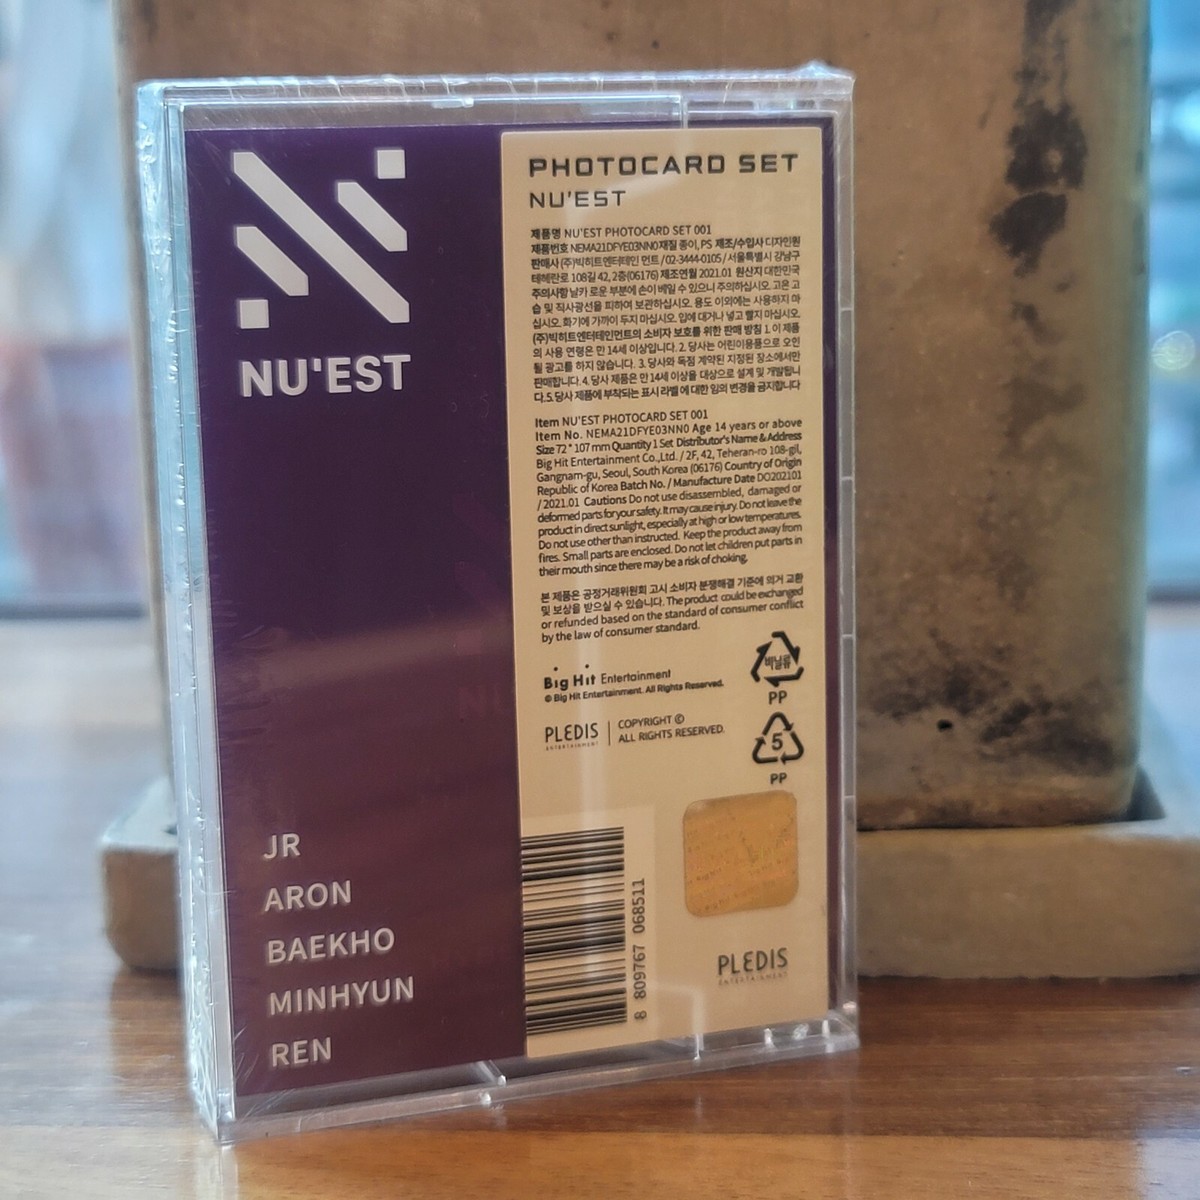 NU'EST
JR
ARON
BAEKHO
MINHYUN
REN
PHOTOCARD SET
NU'EST
제품명 NU'EST PHOTOCARD SET 001
제품번호 NEMA21DFYE03NN0 재질 종이, PS 제조/수입사 디자인원
판매사 (주)빅히트엔터테인 먼트 / 02-3444-0105 / 서울특별시 강남구
테헤란로 108길 42, 2층(06176) 제조연월 2021.01 원산지 대한민국
주의사항 날카 로운 부분에 손이 베일 수 있으니 주의하십시오. 고온 고
습 및 직사광선을 피하여 보관하십시오. 용도 이외에는 사용하지 마
십시오. 화기에 가까이 두지 마십시오. 입에 대거나 넣고 빨지 마십시오.
(주)빅히트엔터테인먼트의 소비자 보호를 위한 판매 방침 1. 이 제품
의 사용 연령은 만 14세 이상입니다. 2. 당사는 어린이용품으로 오인
될 광고를 하지 않습니다. 3. 당사와 독점 계약된 지정된 장소에서만
판매합니다. 4. 당사 제품은 만 14세 이상을 대상으로 설계 및 개발됩니
다. 5. 당사 제품에 부착되는 표시 라벨에 대한 임의 변경을 금지합니다
Item NU'EST PHOTOCARD SET 001
Item No. NEMA21DFYE03NN0 Age 14 years or above
Size 72 * 107 mm Quantity 1 Set Distributor's Name & Address
Big Hit Entertainment Co.,Ltd. / 2F, 42, Teheran-ro 108-gil,
Gangnam-gu, Seoul, South Korea (06176) Country of Origin
Republic of Korea Batch No. / Manufacture Date DO202101
/ 2021.01 Cautions Do not use disassembled, damaged or
deformed parts for your safety. It may cause injury. Do not leave the
product in direct sunlight, especially at high or low temperatures.
Do not use other than instructed. Keep the product away from
fires. Small parts are enclosed. Do not let children put parts in
their mouth since there may be a risk of choking.
본 제품은 공정거래위원회 고시 소비자 분쟁해결 기준에 의거 교환
및 보상을 받으실 수 있습니다. The product could be exchanged
or refunded based on the standard of consumer conflict
by the law of consumer standard.
Big Hit Entertainment
© Big Hit Entertainment. All Rights Reserved.
PLEDIS
ENTERTAINMENT
COPYRIGHT ©
ALL RIGHTS RESERVED.
비닐류
PP
5
PP
8 809767 068511
PLEDIS
ENTERTAINMENT